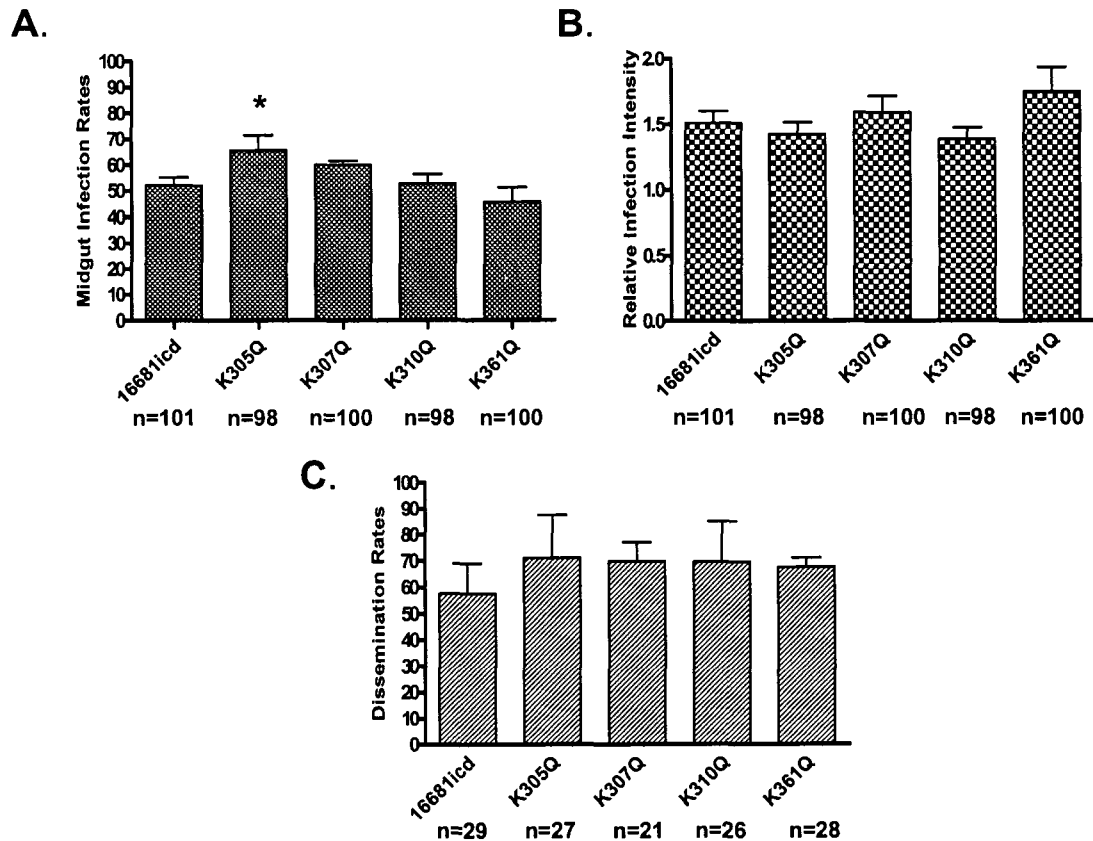 A.
Midgut Infection Rates
100
90
80
70
60
50
40
30
20
10
0
*
16681icd
K305Q
K307Q
K310Q
K361Q
n=101 n=98 n=100 n=98 n=100
B.
Relative Infection Intensity
2.0
1.5
1.0
0.5
0.0
16681icd
K305Q
K307Q
K310Q
K361Q
n=101 n=98 n=100 n=98 n=100
C.
Dissemination Rates
100
90
80
70
60
50
40
30
20
10
0
16681icd
K305Q
K307Q
K310Q
K361Q
n=29 n=27 n=21 n=26 n=28